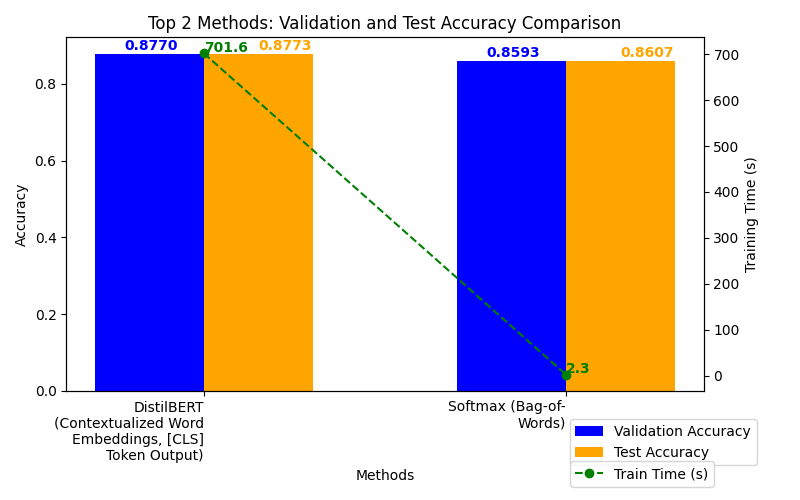 Top 2 Methods: Validation and Test Accuracy Comparison
0.8770
701.6
0.8773
0.8593
0.8607
2.3
0.8
0.6
0.4
0.2
0.0
Accuracy
700
600
500
400
300
200
100
0
Training Time (s)
DistilBERT
(Contextualized Word
Embeddings, [CLS]
Token Output)
Softmax (Bag-of-
Words)
Methods
Validation Accuracy
Test Accuracy
Train Time (s)